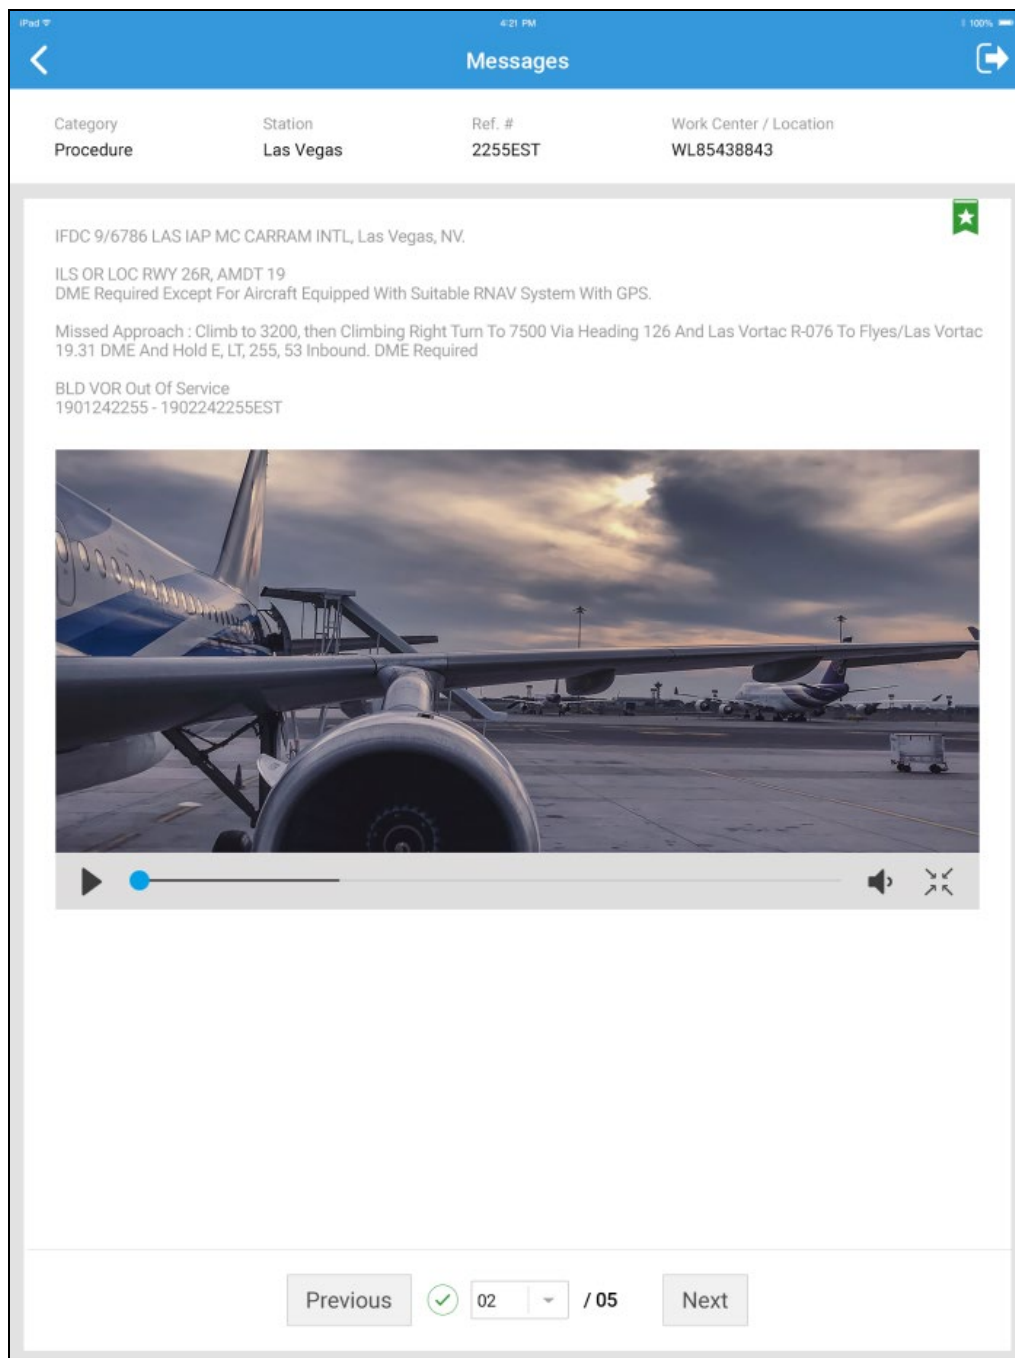 iPad
4:21 PM
100%
Messages
Category
Station
Ref. #
Work Center / Location
Procedure
Las Vegas
2255EST
WL85438843
IFDC 9/6786 LAS IAP MC CARRAM INTL, Las Vegas, NV.
ILS OR LOC RWY 26R, AMDT 19
DME Required Except For Aircraft Equipped With Suitable RNAV System With GPS.
Missed Approach : Climb to 3200, then Climbing Right Turn To 7500 Via Heading 126 And Las Vortac R-076 To Flyes/Las Vortac
19.31 DME And Hold E, LT, 255, 53 Inbound. DME Required
BLD VOR Out Of Service
1901242255 - 1902242255EST
Previous
02
/ 05
Next